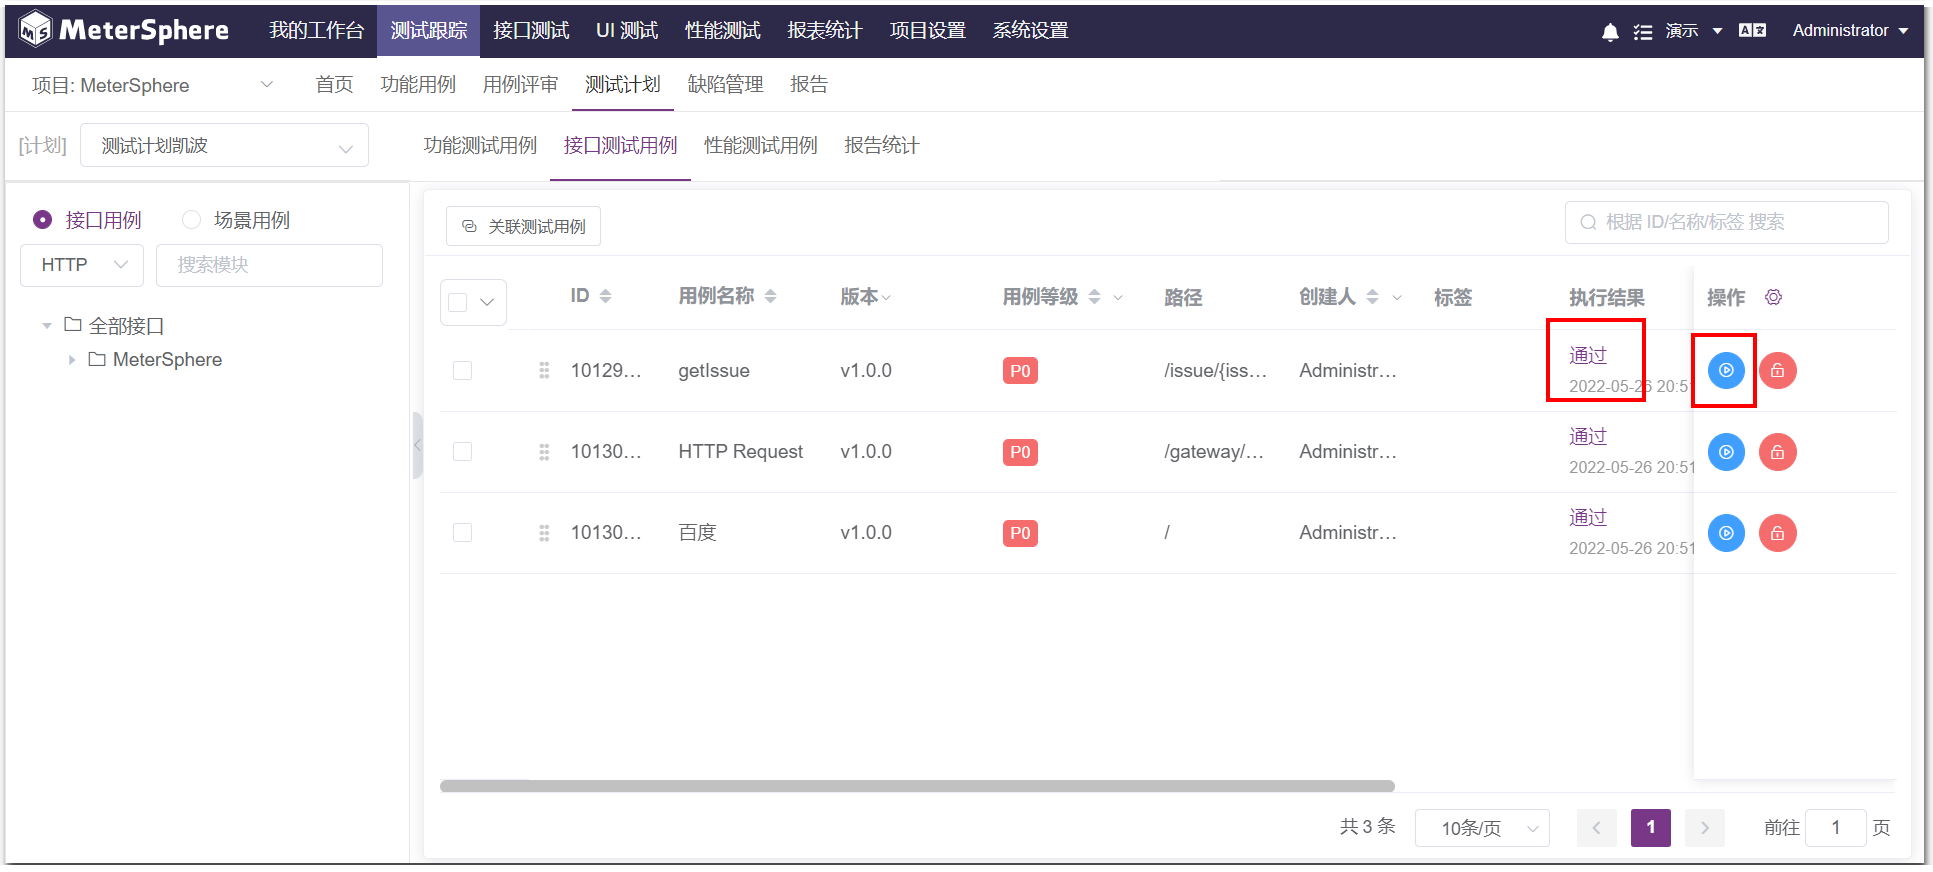 MeterSphere 我的工作台 测试跟踪 接口测试 UI 测试 性能测试 报表统计 项目设置 系统设置 演示 Administrator
项目: MeterSphere 首页 功能用例 用例评审 测试计划 缺陷管理 报告
[计划] 测试计划凯波 功能测试用例 接口测试用例 性能测试用例 报告统计
接口用例 场景用例
HTTP 搜索模块
全部接口
MeterSphere
关联测试用例 根据 ID/名称/标签 搜索
ID 用例名称 版本 用例等级 路径 创建人 标签 执行结果 操作
10129... getIssue v1.0.0 P0 /issue/{iss... Administr... 通过
2022-05-26 20:51
10130... HTTP Request v1.0.0 P0 /gateway/... Administr... 通过
2022-05-26 20:51
10130... 百度 v1.0.0 P0 / Administr... 通过
2022-05-26 20:51
共 3 条 10条/页 1 前往 1 页